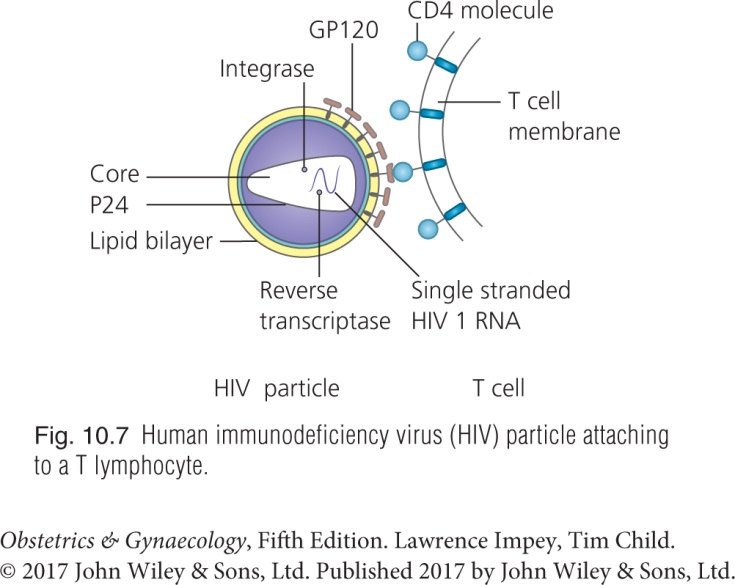 CD4 molecule
GP120
Integrase
T cell
membrane
Core
P24
Lipid bilayer
Reverse
transcriptase
Single stranded
HIV 1 RNA
HIV particle
T cell
Fig. 10.7 Human immunodeficiency virus (HIV) particle attaching
to a T lymphocyte.
Obstetrics & Gynaecology, Fifth Edition. Lawrence Impey, Tim Child.
© 2017 John Wiley & Sons, Ltd. Published 2017 by John Wiley & Sons, Ltd.